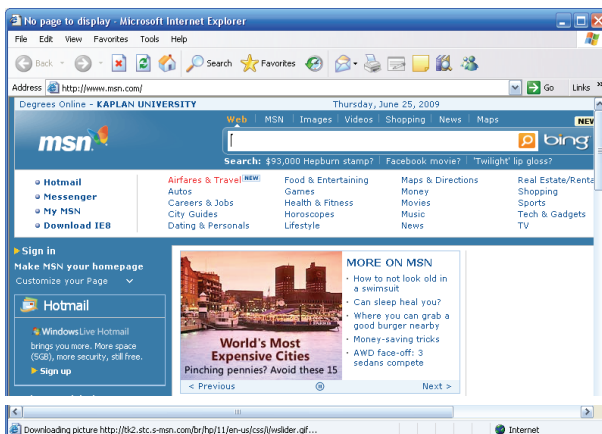 No page to display - Microsoft Internet Explorer
File Edit View Favorites Tools Help
Back Search Favorites
Address http://www.msn.com/ Go Links »
Degrees Online - KAPLAN UNIVERSITY Thursday, June 25, 2009
Web MSN Images Videos Shopping News Maps NEW
msn bing
Search: $93,000 Hepburn stamp? Facebook movie? 'Twilight' lip gloss?
Hotmail
Messenger
My MSN
Download IE8
Airfares & Travel NEW
Autos
Careers & Jobs
City Guides
Dating & Personals
Food & Entertaining
Games
Health & Fitness
Horoscopes
Lifestyle
Maps & Directions
Money
Movies
Music
News
Real Estate/Renta
Shopping
Sports
Tech & Gadgets
TV
Sign in
Make MSN your homepage
Customize your Page
Hotmail
WindowsLive Hotmail
brings you more. More space
(5GB), more security, still free.
Sign up
World's Most
Expensive Cities
Pinching pennies? Avoid these 15
< Previous Next >
MORE ON MSN
How to not look old in
a swimsuit
Can sleep heal you?
Where you can grab a
good burger nearby
Money-saving tricks
AWD face-off: 3
sedans compete
Downloading picture http://tk2.stc.s-msn.com/br/hp/11/en-us/css/i/wslider.gif... Internet